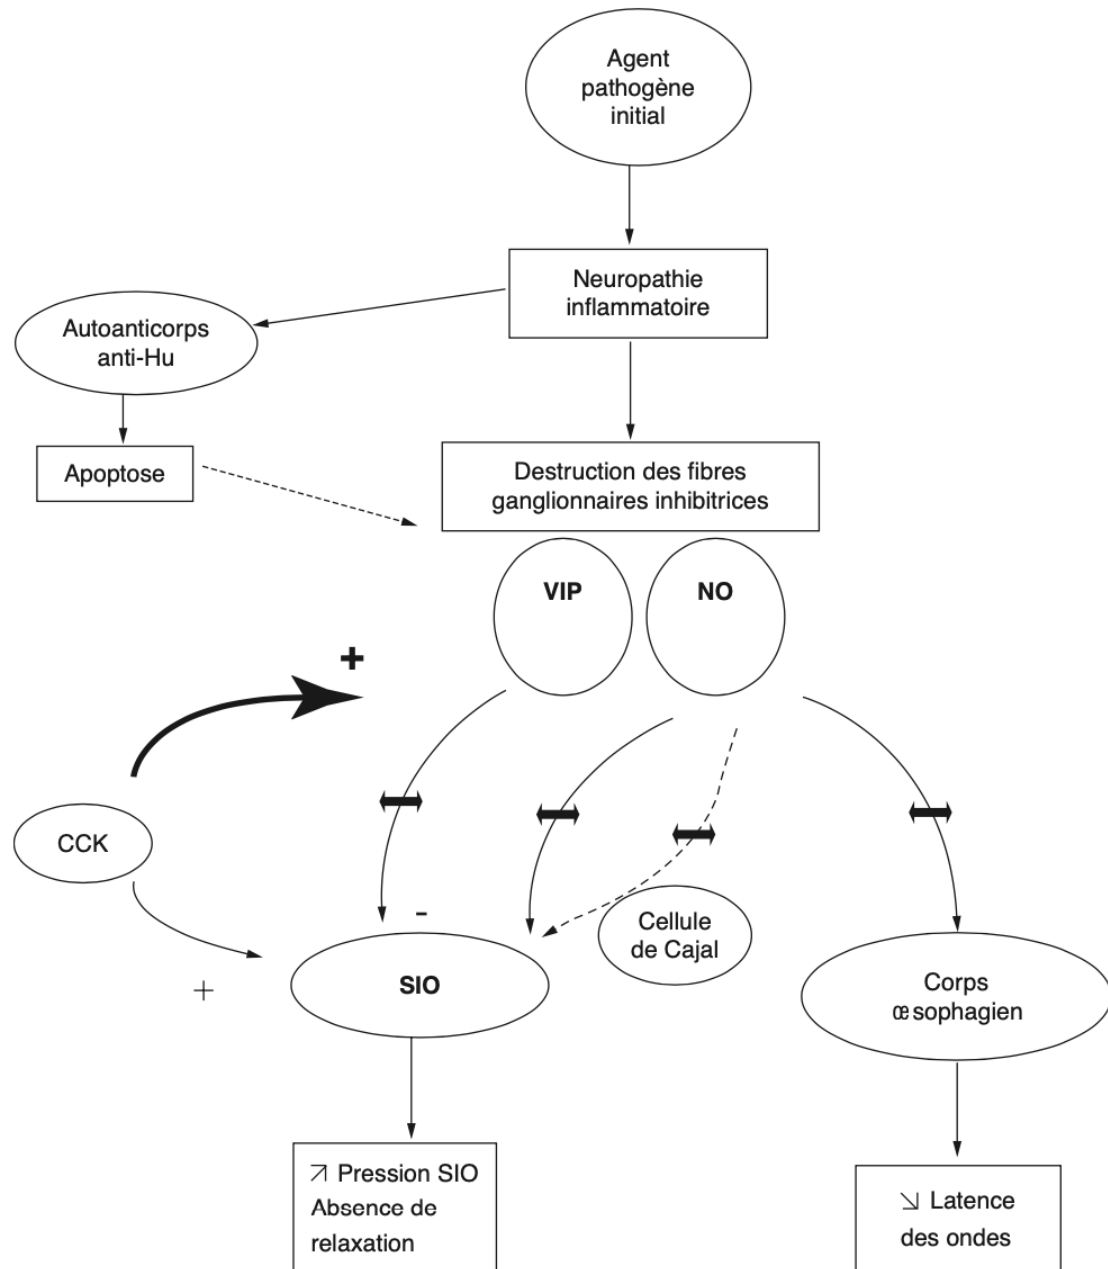 Agent
pathogène
initial
Neuropathie
inflammatoire
Autoanticorps
anti-Hu
Apoptose
Destruction des fibres
ganglionnaires inhibitrices
VIP
NO
+
CCK
-
Cellule
de Cajal
+
SIO
Corps
œsophagien
↗ Pression SIO
Absence de
relaxation
↘ Latence
des ondes